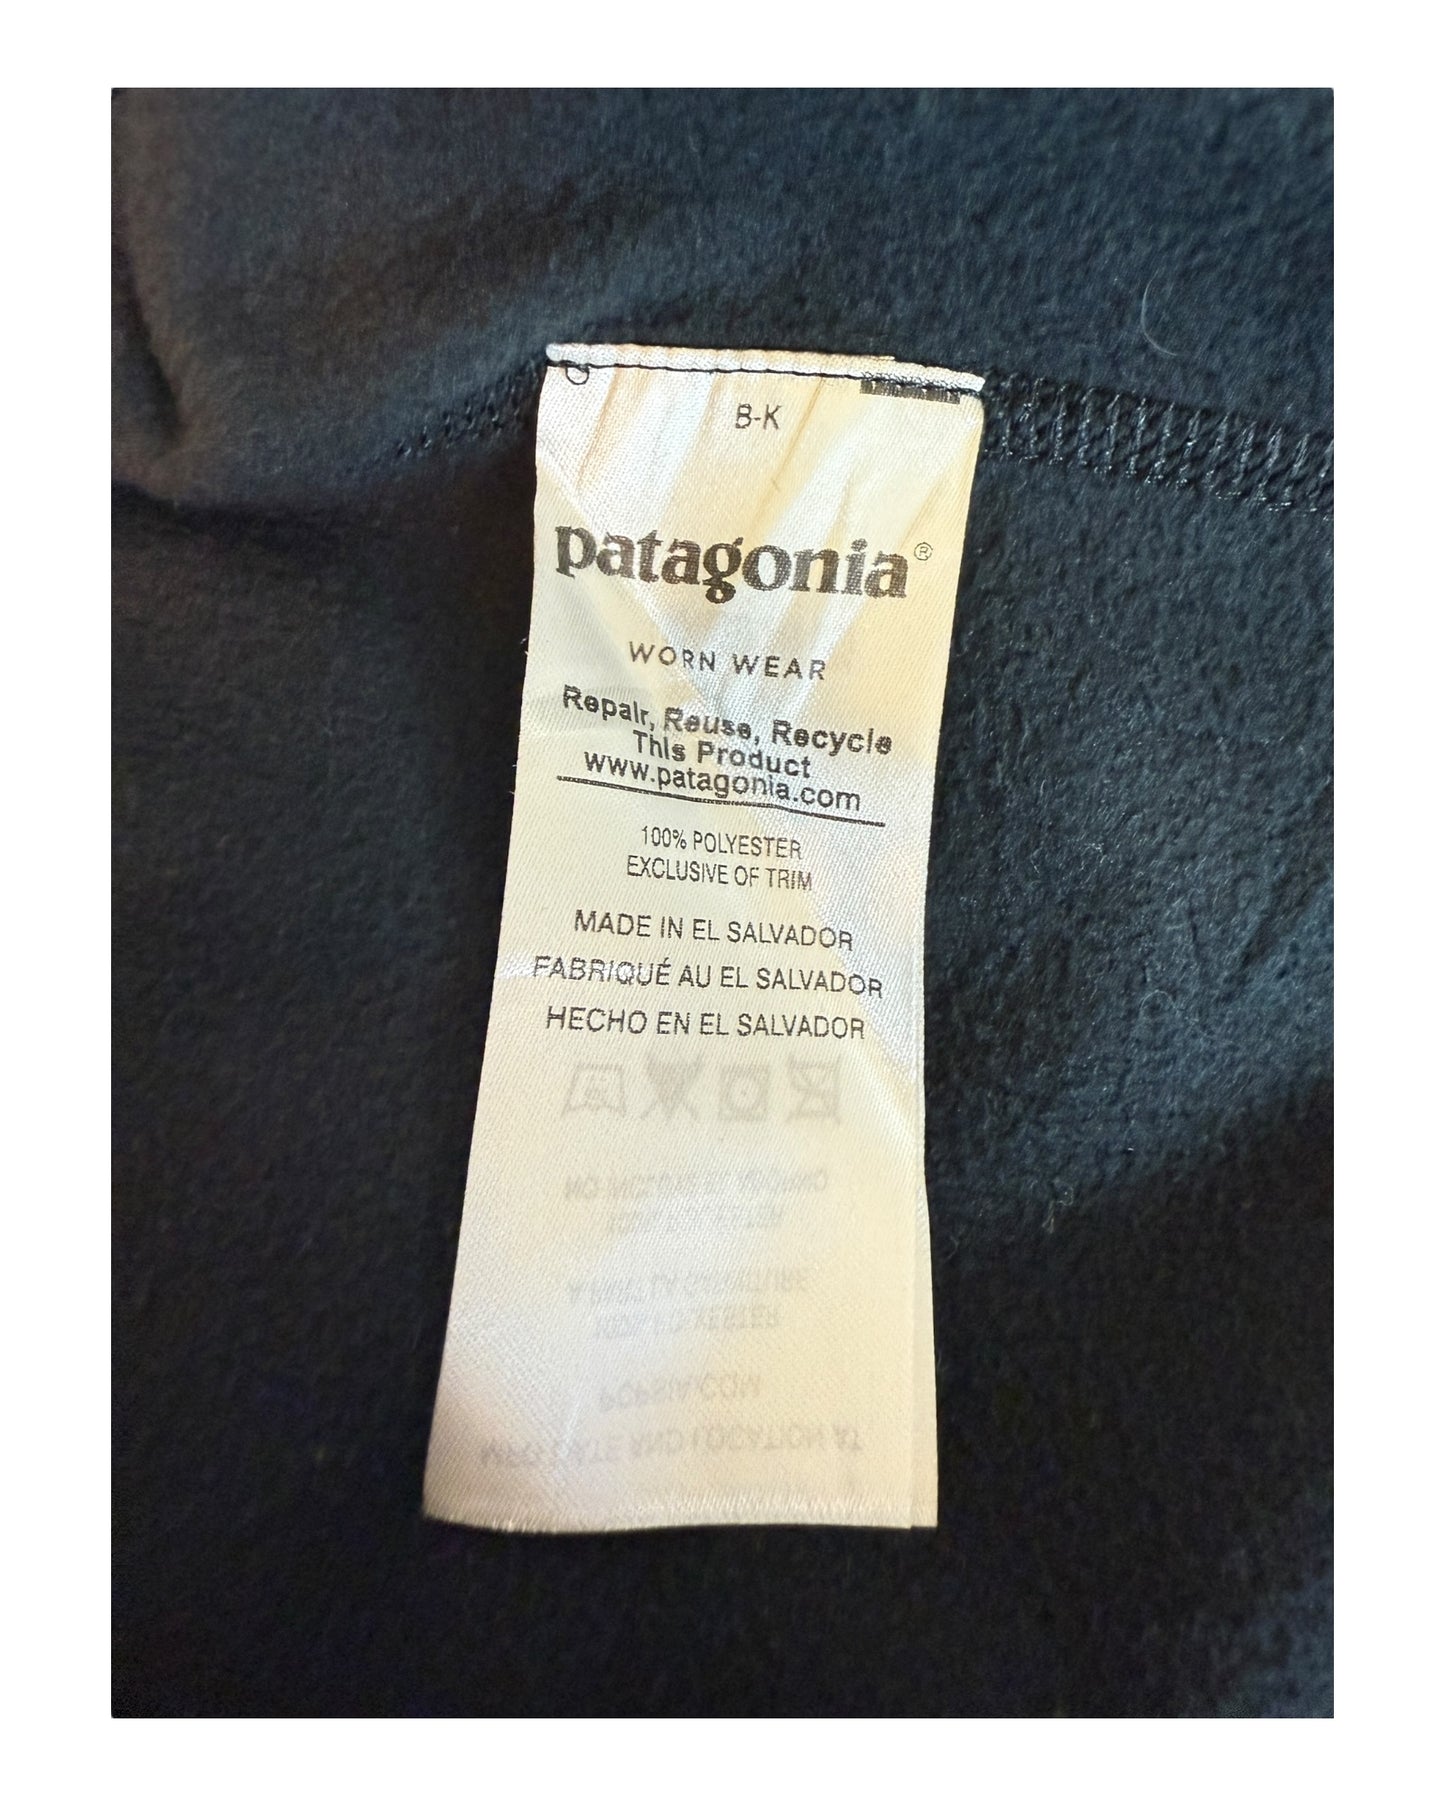 B-K
patagonia®
WORN WEAR
Repair, Reuse, Recycle
This Product
www.patagonia.com
100% POLYESTER
EXCLUSIVE OF TRIM
MADE IN EL SALVADOR
FABRIQUÉ AU EL SALVADOR
HECHO EN EL SALVADOR